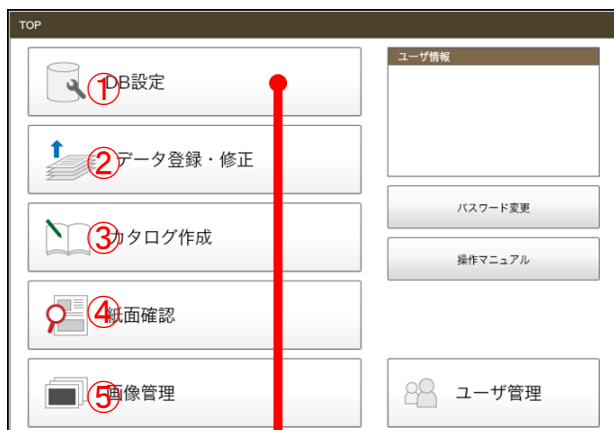 TOP
① DB設定
② データ登録・修正
③ カタログ作成
④ 紙面確認
⑤ 画像管理
ユーザ情報
パスワード変更
操作マニュアル
ユーザ管理